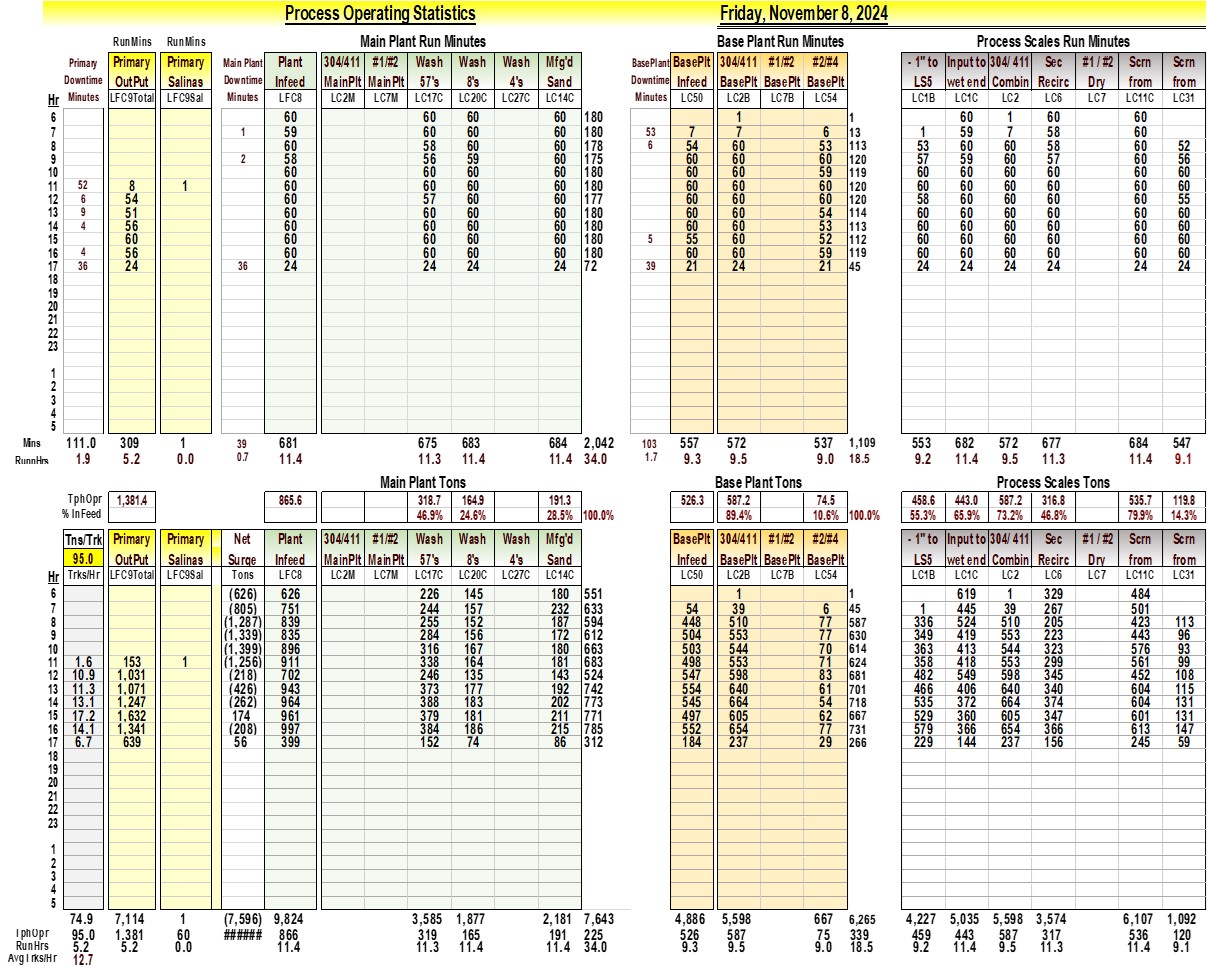 Process Operating Statistics Friday, November 8, 2024
RunMins RunMins Main Plant Run Minutes Base Plant Run Minutes Process Scales Run Minutes
Primary Primary Primary Main Plant Plant 304/411 #1/#2 Wash Wash Wash Mfg'd BasePlant BasePlt 304/411 #1/#2 #2/#4 - 1" to Input to 304/ 411 Sec #1 / #2 Scrn Scrn
Downtime OutPut Salinas Downtime Infeed MainPlt MainPlt 57's 8's 4's Sand Downtime Infeed BasePlt BasePlt BasePlt LS5 wet end Combin Recirc Dry from from
Hr Minutes LFC9Total LFC9Sal Minutes LFC8 LC2M LC7M LC17C LC20C LC27C LC14C Minutes LC50 LC2B LC7B LC54 LC1B LC1C LC2 LC6 LC7 LC11C LC31
6 60 60 60 60 180 1 1 60 1 60 60
7 1 59 60 60 60 180 53 7 7 6 13 1 59 7 58 60
8 60 58 60 60 178 6 54 60 53 113 53 60 60 58 60 52
9 2 58 56 59 60 175 60 60 60 120 57 59 60 57 60 56
10 60 60 60 60 180 60 60 59 119 60 60 60 60 60 60
11 52 8 1 60 60 60 60 180 60 60 60 120 60 60 60 60 60 60
12 6 54 60 57 60 60 177 60 60 60 120 58 60 60 60 60 55
13 9 51 60 60 60 60 180 60 60 54 114 60 60 60 60 60 60
14 4 56 60 60 60 60 180 60 60 53 113 60 60 60 60 60 60
15 60 60 60 60 60 180 5 55 60 52 112 60 60 60 60 60 60
16 4 56 60 60 60 60 180 60 60 59 119 60 60 60 60 60 60
17 36 24 36 24 24 24 24 72 39 21 24 21 45 24 24 24 24 24 24
18
19
20
21
22
23
1
2
3
4
5
Mins 111.0 309 1 39 681 675 683 684 2,042 103 557 572 537 1,109 553 682 572 677 684 547
RunnHrs 1.9 5.2 0.0 0.7 11.4 11.3 11.4 11.4 34.0 1.7 9.3 9.5 9.0 18.5 9.2 11.4 9.5 11.3 11.4 9.1
Main Plant Tons Base Plant Tons Process Scales Tons
TphOpr 1,381.4 865.6 318.7 164.9 191.3 526.3 587.2 74.5 458.6 443.0 587.2 316.8 535.7 119.8
% InFeed 46.9% 24.6% 28.5% 100.0% 89.4% 10.6% 100.0% 55.3% 65.9% 73.2% 46.8% 79.9% 14.3%
Tns/Trk Primary Primary Net Plant 304/411 #1/#2 Wash Wash Wash Mfg'd BasePlt 304/411 #1/#2 #2/#4 - 1" to Input to 304/ 411 Sec #1 / #2 Scrn Scrn
95.0 OutPut Salinas Surge Infeed MainPlt MainPlt 57's 8's 4's Sand Infeed BasePlt BasePlt BasePlt LS5 wet end Combin Recirc Dry from from
Hr Trks/Hr LFC9Total LFC9Sal Tons LFC8 LC2M LC7M LC17C LC20C LC27C LC14C LC50 LC2B LC7B LC54 LC1B LC1C LC2 LC6 LC7 LC11C LC31
6 (626) 626 226 145 180 551 1 1 619 1 329 484
7 (805) 751 244 157 232 633 54 39 6 45 1 445 39 267 501
8 (1,287) 839 255 152 187 594 448 510 77 587 336 524 510 205 423 113
9 (1,339) 835 284 156 172 612 504 553 77 630 349 419 553 223 443 96
10 (1,399) 896 316 167 180 663 503 544 70 614 363 413 544 323 576 93
11 1.6 153 1 (1,256) 911 338 164 181 683 498 553 71 624 358 418 553 299 561 99
12 10.9 1,031 (218) 702 246 135 143 524 547 598 83 681 482 549 598 345 452 108
13 11.3 1,071 (426) 943 373 177 192 742 554 640 61 701 466 406 640 340 604 115
14 13.1 1,247 (262) 964 388 183 202 773 545 664 54 718 535 372 664 374 604 131
15 17.2 1,632 174 961 379 181 211 771 497 605 62 667 529 360 605 347 601 131
16 14.1 1,341 (208) 997 384 186 215 785 552 654 77 731 579 366 654 366 613 147
17 6.7 639 56 399 152 74 86 312 184 237 29 266 229 144 237 156 245 59
18
19
20
21
22
23
1
2
3
4
5
74.9 7,114 1 (7,596) 9,824 3,585 1,877 2,181 7,643 4,886 5,598 667 6,265 4,227 5,035 5,598 3,574 6,107 1,092
TphOpr 95.0 1,381 60 ###### 866 319 165 191 225 526 587 75 339 459 443 587 317 536 120
RunHrs 5.2 5.2 0.0 11.4 11.3 11.4 11.4 34.0 9.3 9.5 9.0 18.5 9.2 11.4 9.5 11.3 11.4 9.1
AvgTrks/Hr 12.7